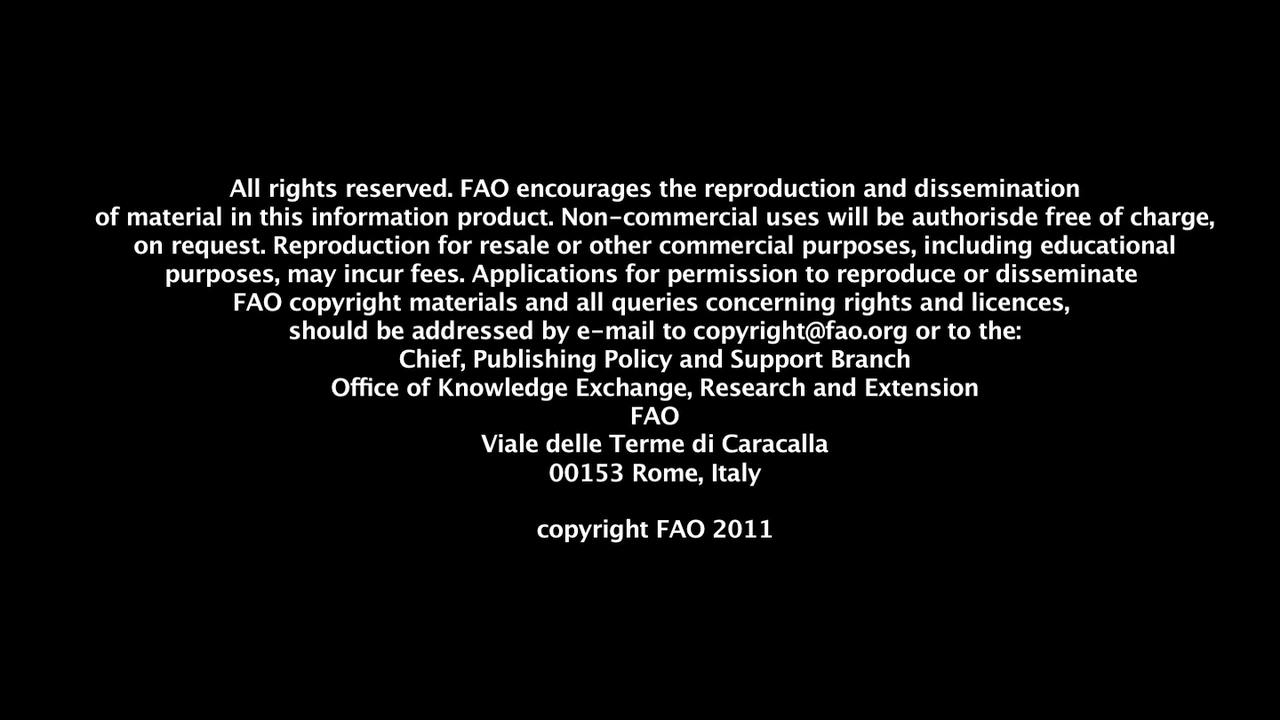 All rights reserved. FAO encourages the reproduction and dissemination
of material in this information product. Non-commercial uses will be authorisde free of charge,
on request. Reproduction for resale or other commercial purposes, including educational
purposes, may incur fees. Applications for permission to reproduce or disseminate
FAO copyright materials and all queries concerning rights and licences,
should be addressed by e-mail to copyright@fao.org or to the:
Chief, Publishing Policy and Support Branch
Office of Knowledge Exchange, Research and Extension
FAO
Viale delle Terme di Caracalla
00153 Rome, Italy
copyright FAO 2011